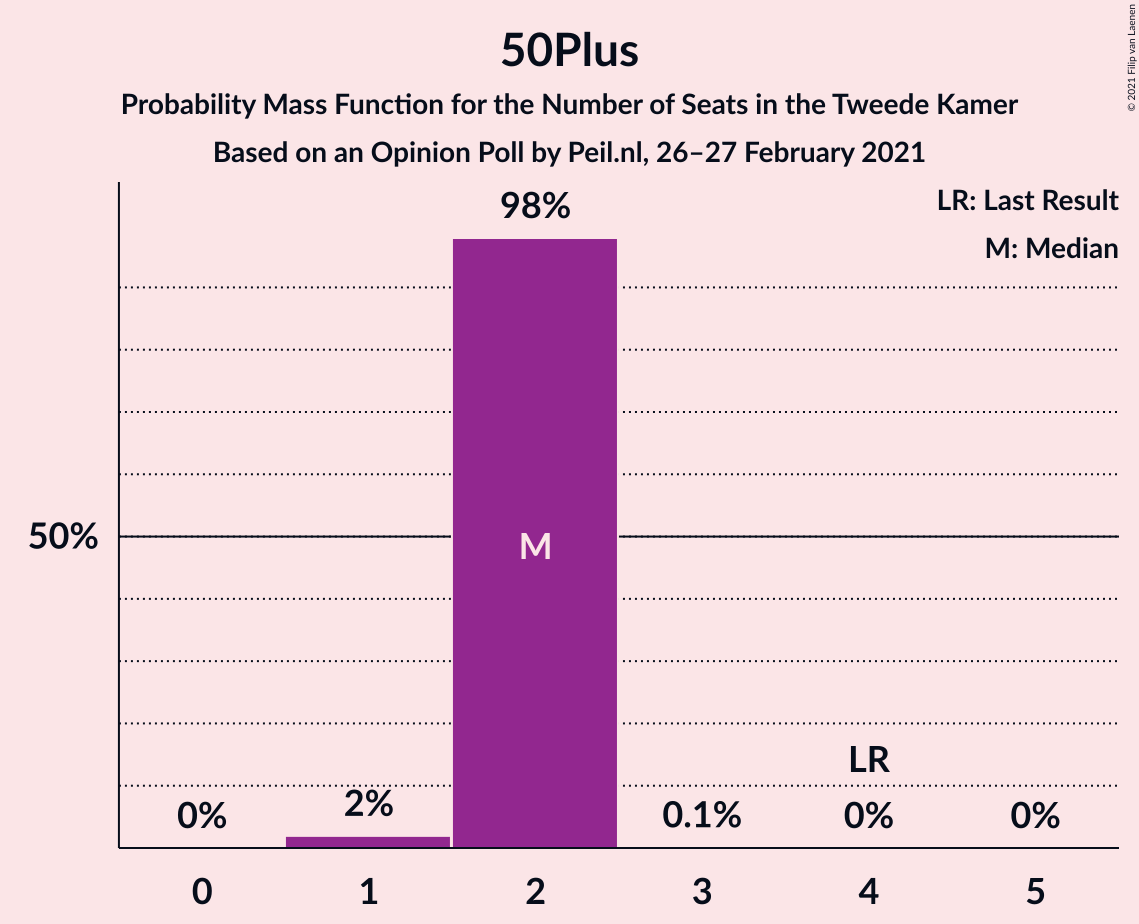 50Plus
Probability Mass Function for the Number of Seats in the Tweede Kamer
Based on an Opinion Poll by Peil.nl, 26–27 February 2021
© 2021 Filip van Laenen
LR: Last Result
M: Median
98%
50%
M
LR
0%
2%
0.1%
0%
0%
0
1
2
3
4
5